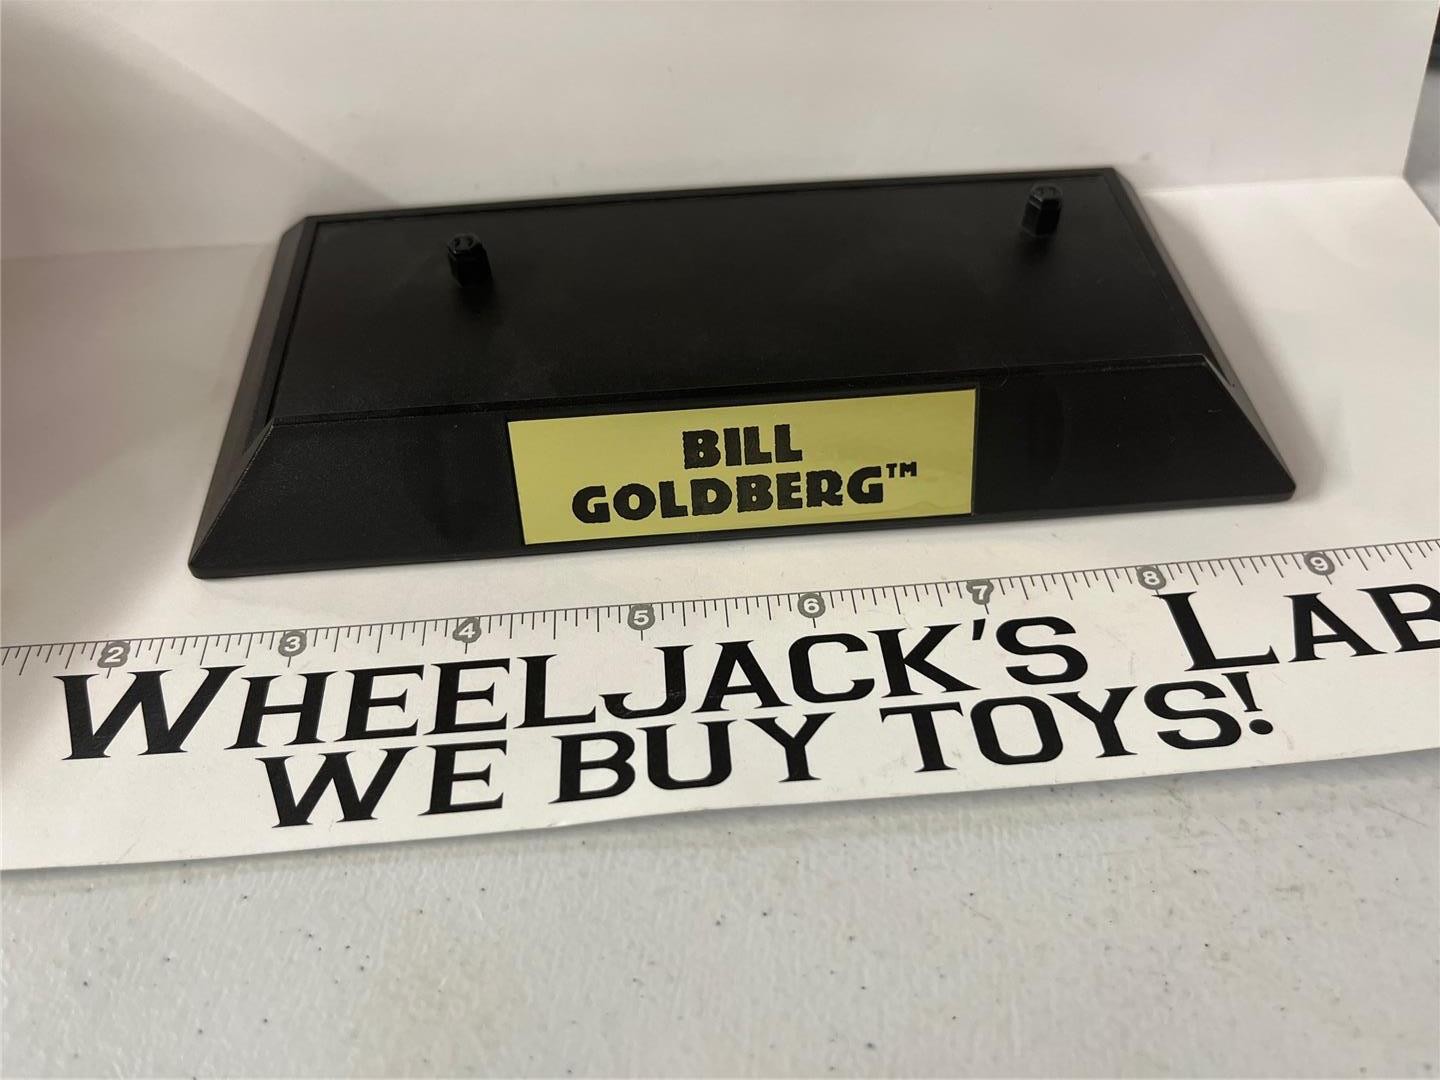 BILL
GOLDBERG™
2 3 4 5 6 7 8 9
WHEELJACK'S LAB
WE BUY TOYS!